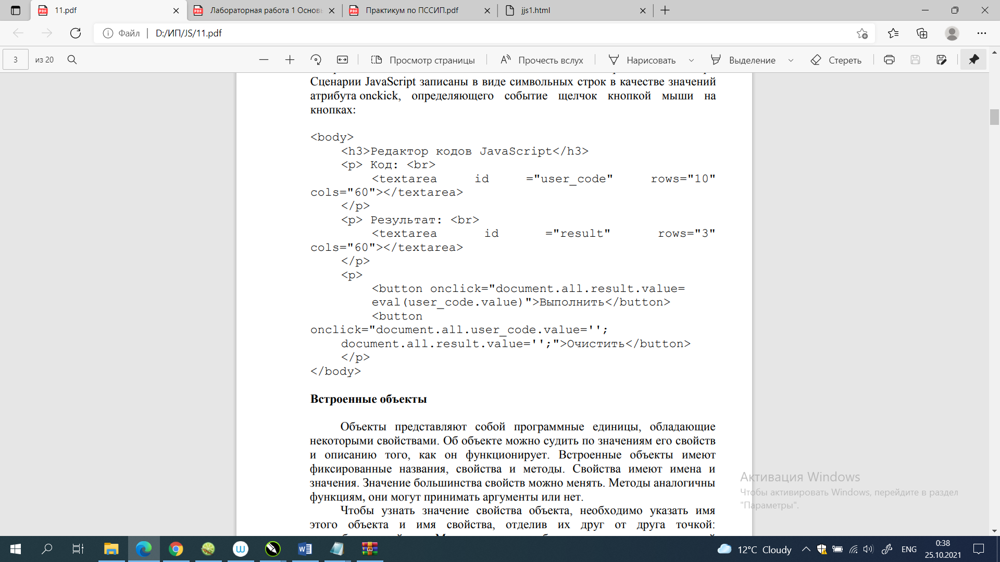 11.pdf
Лабораторная работа 1 Основы
Практикум по ПССИП.pdf
jjs1.html
Файл
D:/ИП/JS/11.pdf
3
из 20
Просмотр страницы
Прочесть вслух
Нарисовать
Выделение
Стереть
Сценарии JavaScript записаны в виде символьных строк в качестве значений
атрибута onckick, определяющего событие щелчок кнопкой мыши на
кнопках:
<body>
<h3>Редактор кодов JavaScript</h3>
<p> Код: <br>
<textarea id ="user_code" rows="10"
cols="60"></textarea>
</p>
<p> Результат: <br>
<textarea id ="result" rows="3"
cols="60"></textarea>
</p>
<p>
<button onclick="document.all.result.value=
eval(user_code.value)">Выполнить</button>
<button
onclick="document.all.user_code.value='';
document.all.result.value='';">Очистить</button>
</p>
</body>
Встроенные объекты
Объекты представляют собой программные единицы, обладающие
некоторыми свойствами. Об объекте можно судить по значениям его свойств
и описанию того, как он функционирует. Встроенные объекты имеют
фиксированные названия, свойства и методы. Свойства имеют имена и
значения. Значение большинства свойств можно менять. Методы аналогичны
функциям, они могут принимать аргументы или нет.
Чтобы узнать значение свойства объекта, необходимо указать имя
этого объекта и имя свойства, отделив их друг от друга точкой:
Активация Windows
Чтобы активировать Windows, перейдите в раздел
"Параметры".
12°C Cloudy
ENG
0:38
25.10.2021